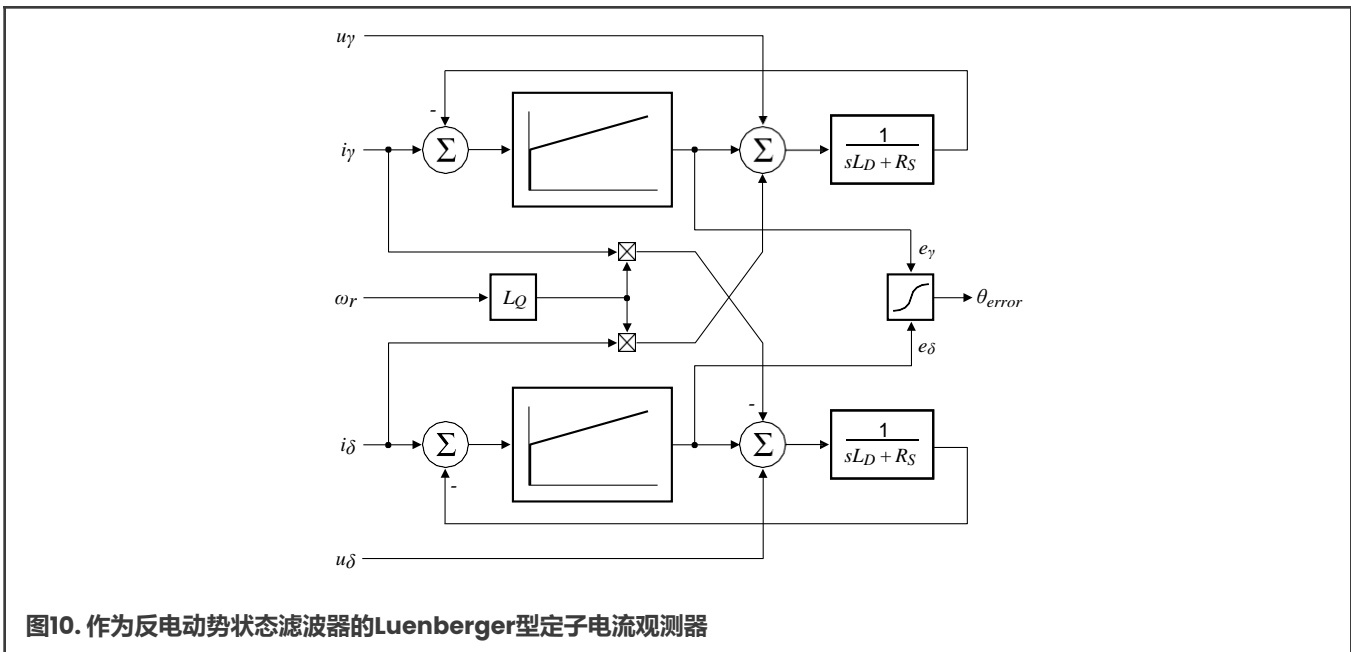 uγ
-
iγ
Σ
Σ
1
sLD + RS
eγ
ωr
LQ
θerror
eδ
-
iδ
Σ
Σ
1
sLD + RS
-
uδ
图10. 作为反电动势状态滤波器的Luenberger型定子电流观测器